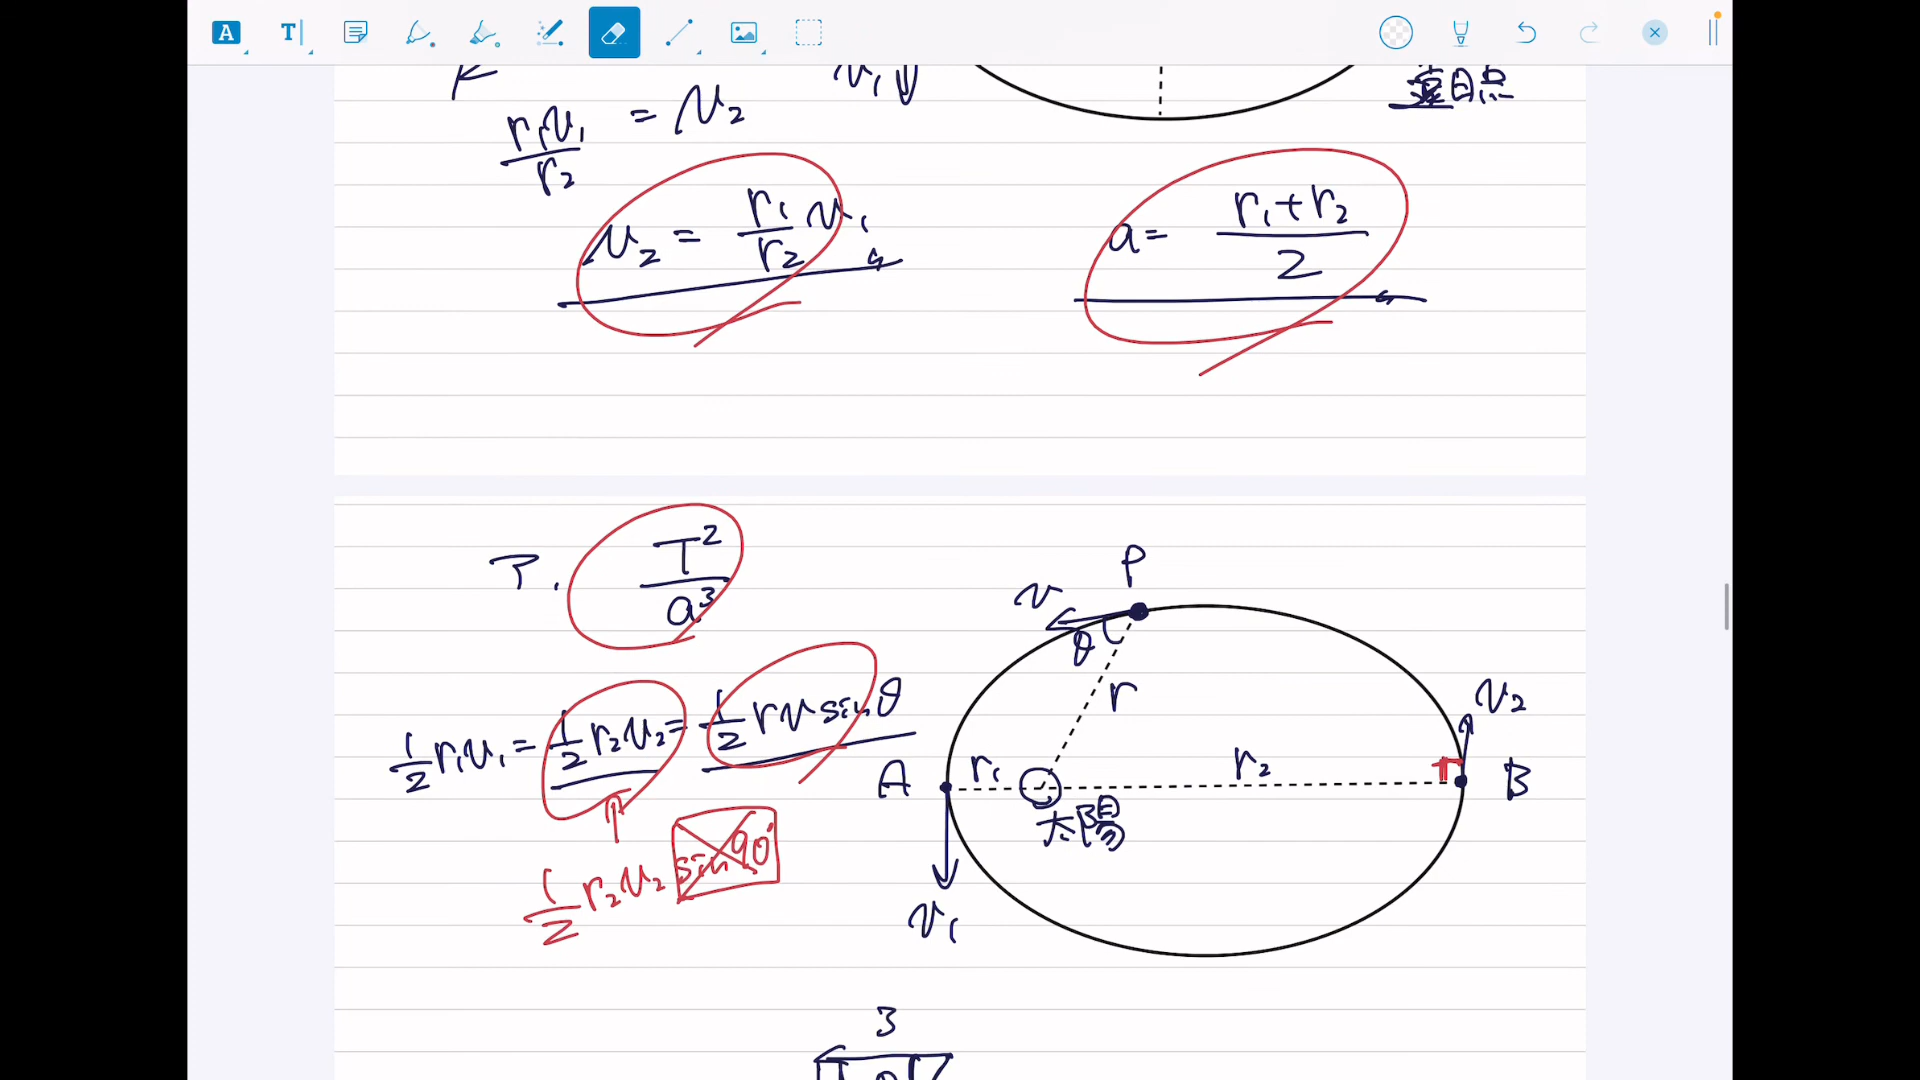 A T
v₁
遠日点
r₁v₁/r₂ = v₂
v₂ = r₁/r₂ v₁
a = (r₁+r₂)/2
T. T²/a³
½r₁v₁ = ½r₂v₂ = ½rv sinθ
½r₂v₂ sin90°
P
v
θ
r
v₂
A r₁ r₂ B
太陽
v₁
3